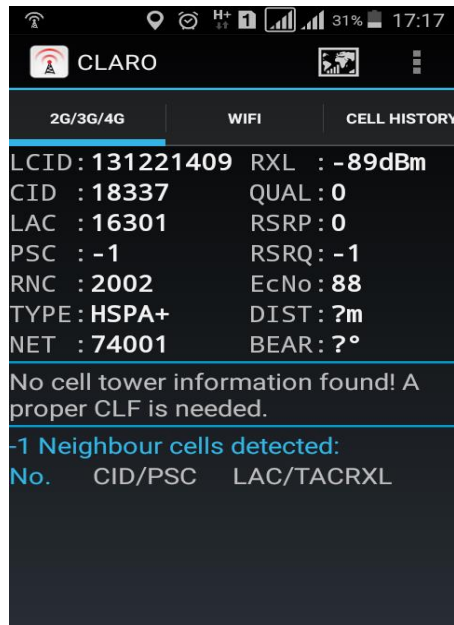 H+ 1 31% 17:17
CLARO
2G/3G/4G WIFI CELL HISTORY
LCID:131221409 RXL :-89dBm
CID :18337 QUAL:0
LAC :16301 RSRP:0
PSC :-1 RSRQ:-1
RNC :2002 EcNo:88
TYPE:HSPA+ DIST:?m
NET :74001 BEAR:?°
No cell tower information found! A
proper CLF is needed.
-1 Neighbour cells detected:
No. CID/PSC LAC/TACRXL